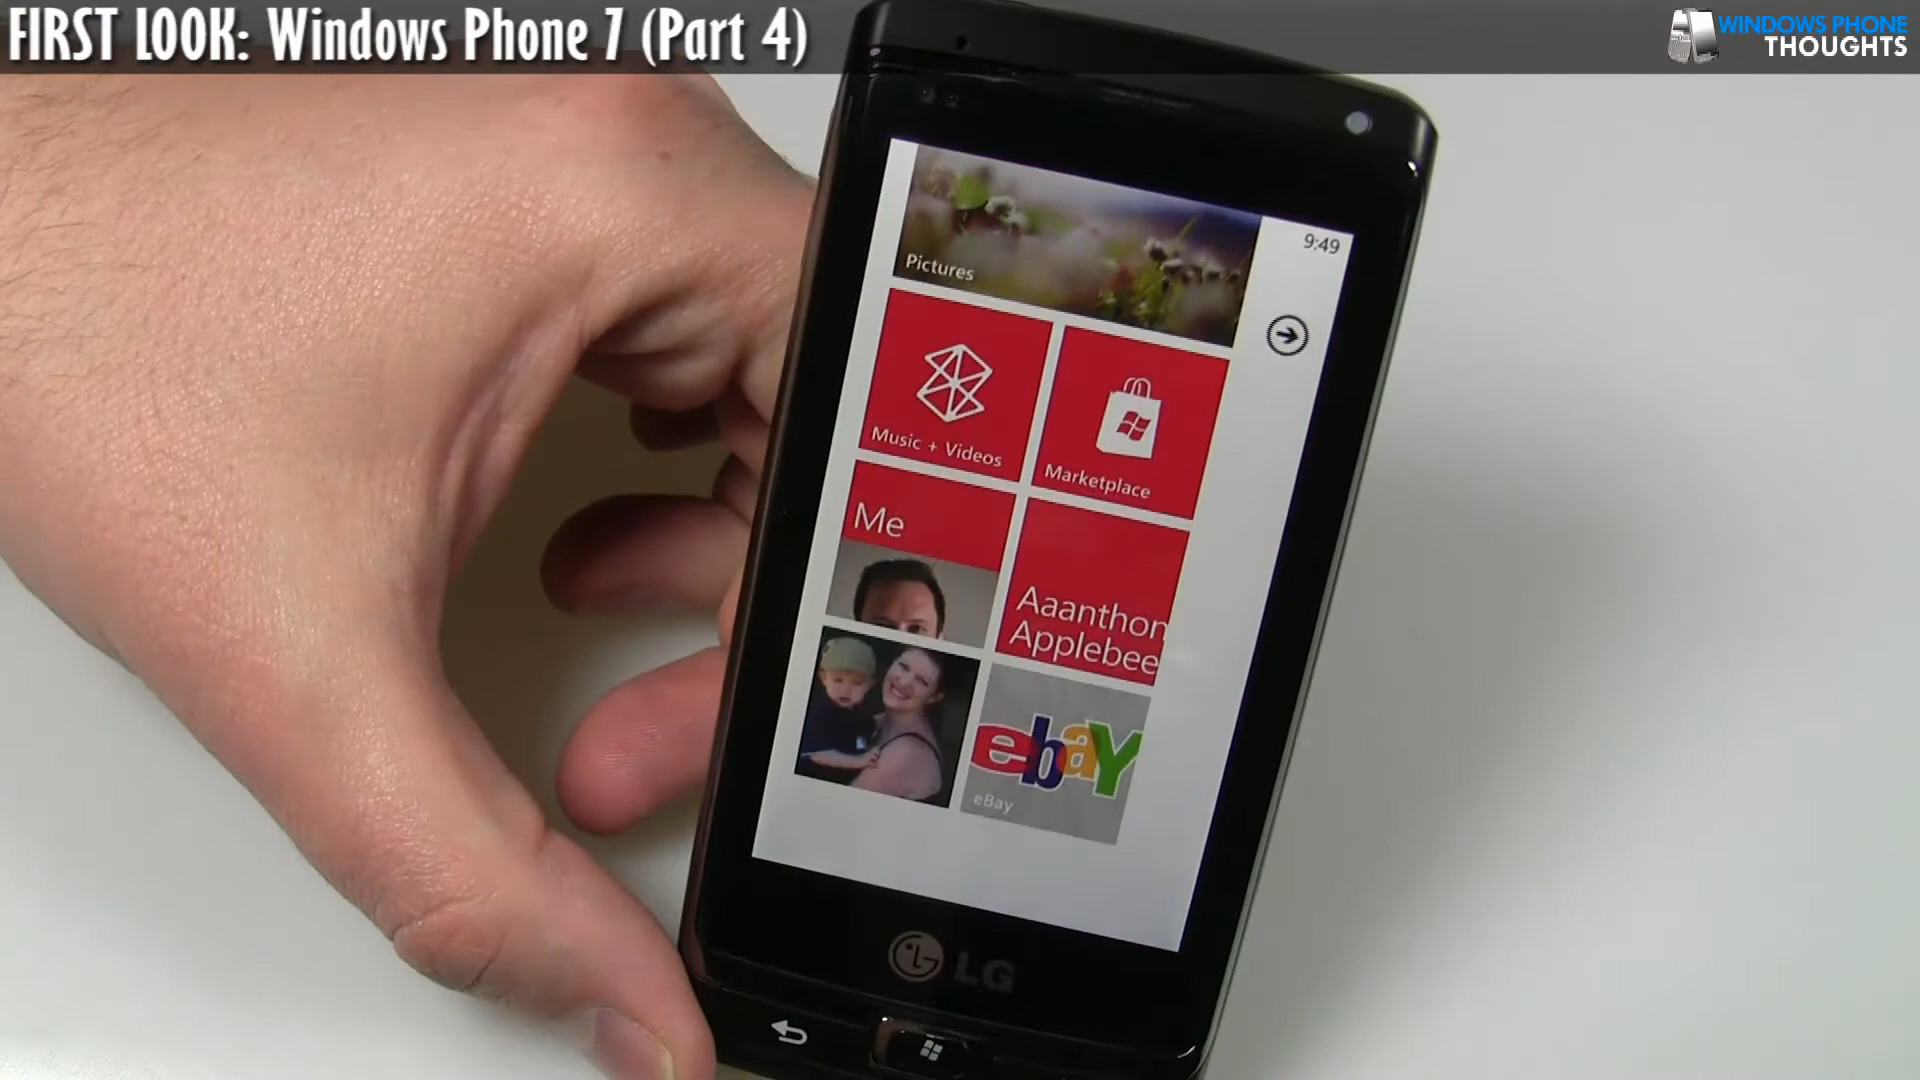 FIRST LOOK: Windows Phone 7 (Part 4)
WINDOWS PHONE
THOUGHTS
9:49
Pictures
Music + Videos
Marketplace
Me
Aaanthon
Applebee
ebaY
eBay
LG